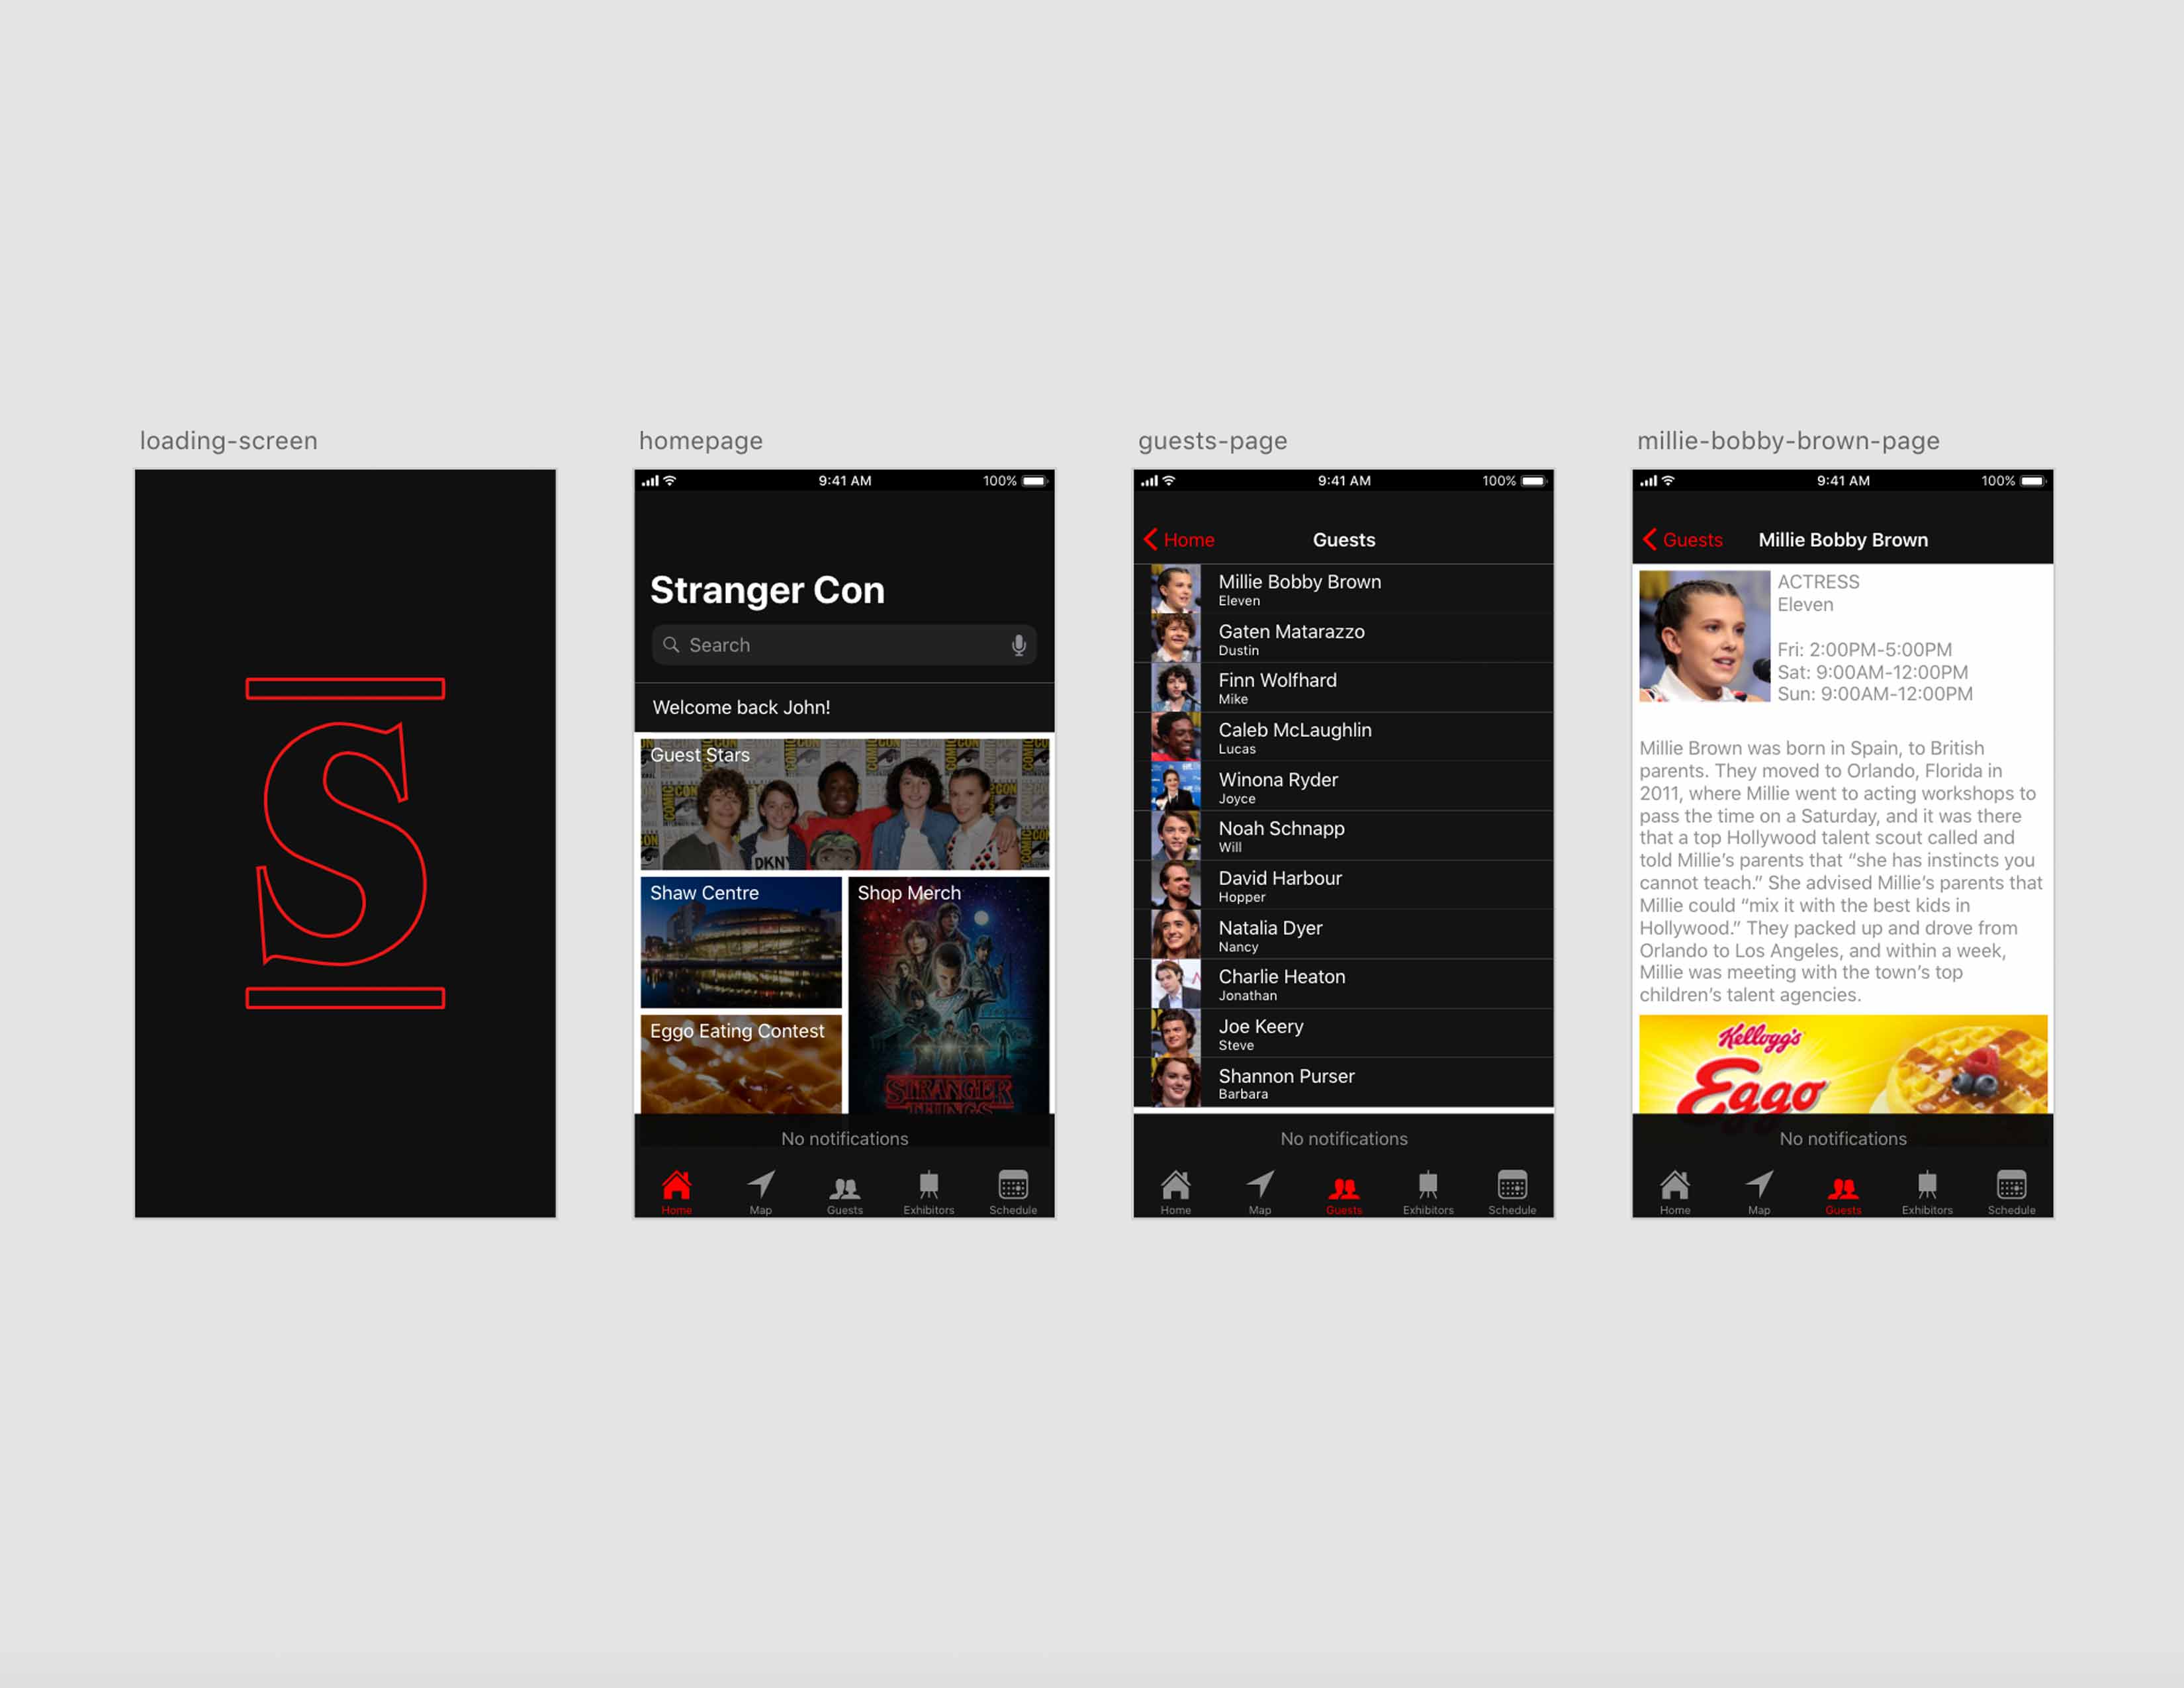 loading-screen
S
homepage
9:41 AM
100%
Stranger Con
Search
Welcome back John!
Guest Stars
COMIC CON
DKNY
Shaw Centre
Shop Merch
STRANGER
THINGS
Eggo Eating Contest
No notifications
Home
Map
Guests
Exhibitors
Schedule
guests-page
9:41 AM
100%
Home
Guests
Millie Bobby Brown
Eleven
Gaten Matarazzo
Dustin
Finn Wolfhard
Mike
Caleb McLaughlin
Lucas
Winona Ryder
Joyce
Noah Schnapp
Will
David Harbour
Hopper
Natalia Dyer
Nancy
Charlie Heaton
Jonathan
Joe Keery
Steve
Shannon Purser
Barbara
No notifications
Home
Map
Guests
Exhibitors
Schedule
millie-bobby-brown-page
9:41 AM
100%
Guests
Millie Bobby Brown
ACTRESS
Eleven
Fri: 2:00PM-5:00PM
Sat: 9:00AM-12:00PM
Sun: 9:00AM-12:00PM
Millie Brown was born in Spain, to British
parents. They moved to Orlando, Florida in
2011, where Millie went to acting workshops to
pass the time on a Saturday, and it was there
that a top Hollywood talent scout called and
told Millie’s parents that “she has instincts you
cannot teach.” She advised Millie’s parents that
Millie could “mix it with the best kids in
Hollywood.” They packed up and drove from
Orlando to Los Angeles, and within a week,
Millie was meeting with the town’s top
children’s talent agencies.
Kellogg's
Eggo
No notifications
Home
Map
Guests
Exhibitors
Schedule